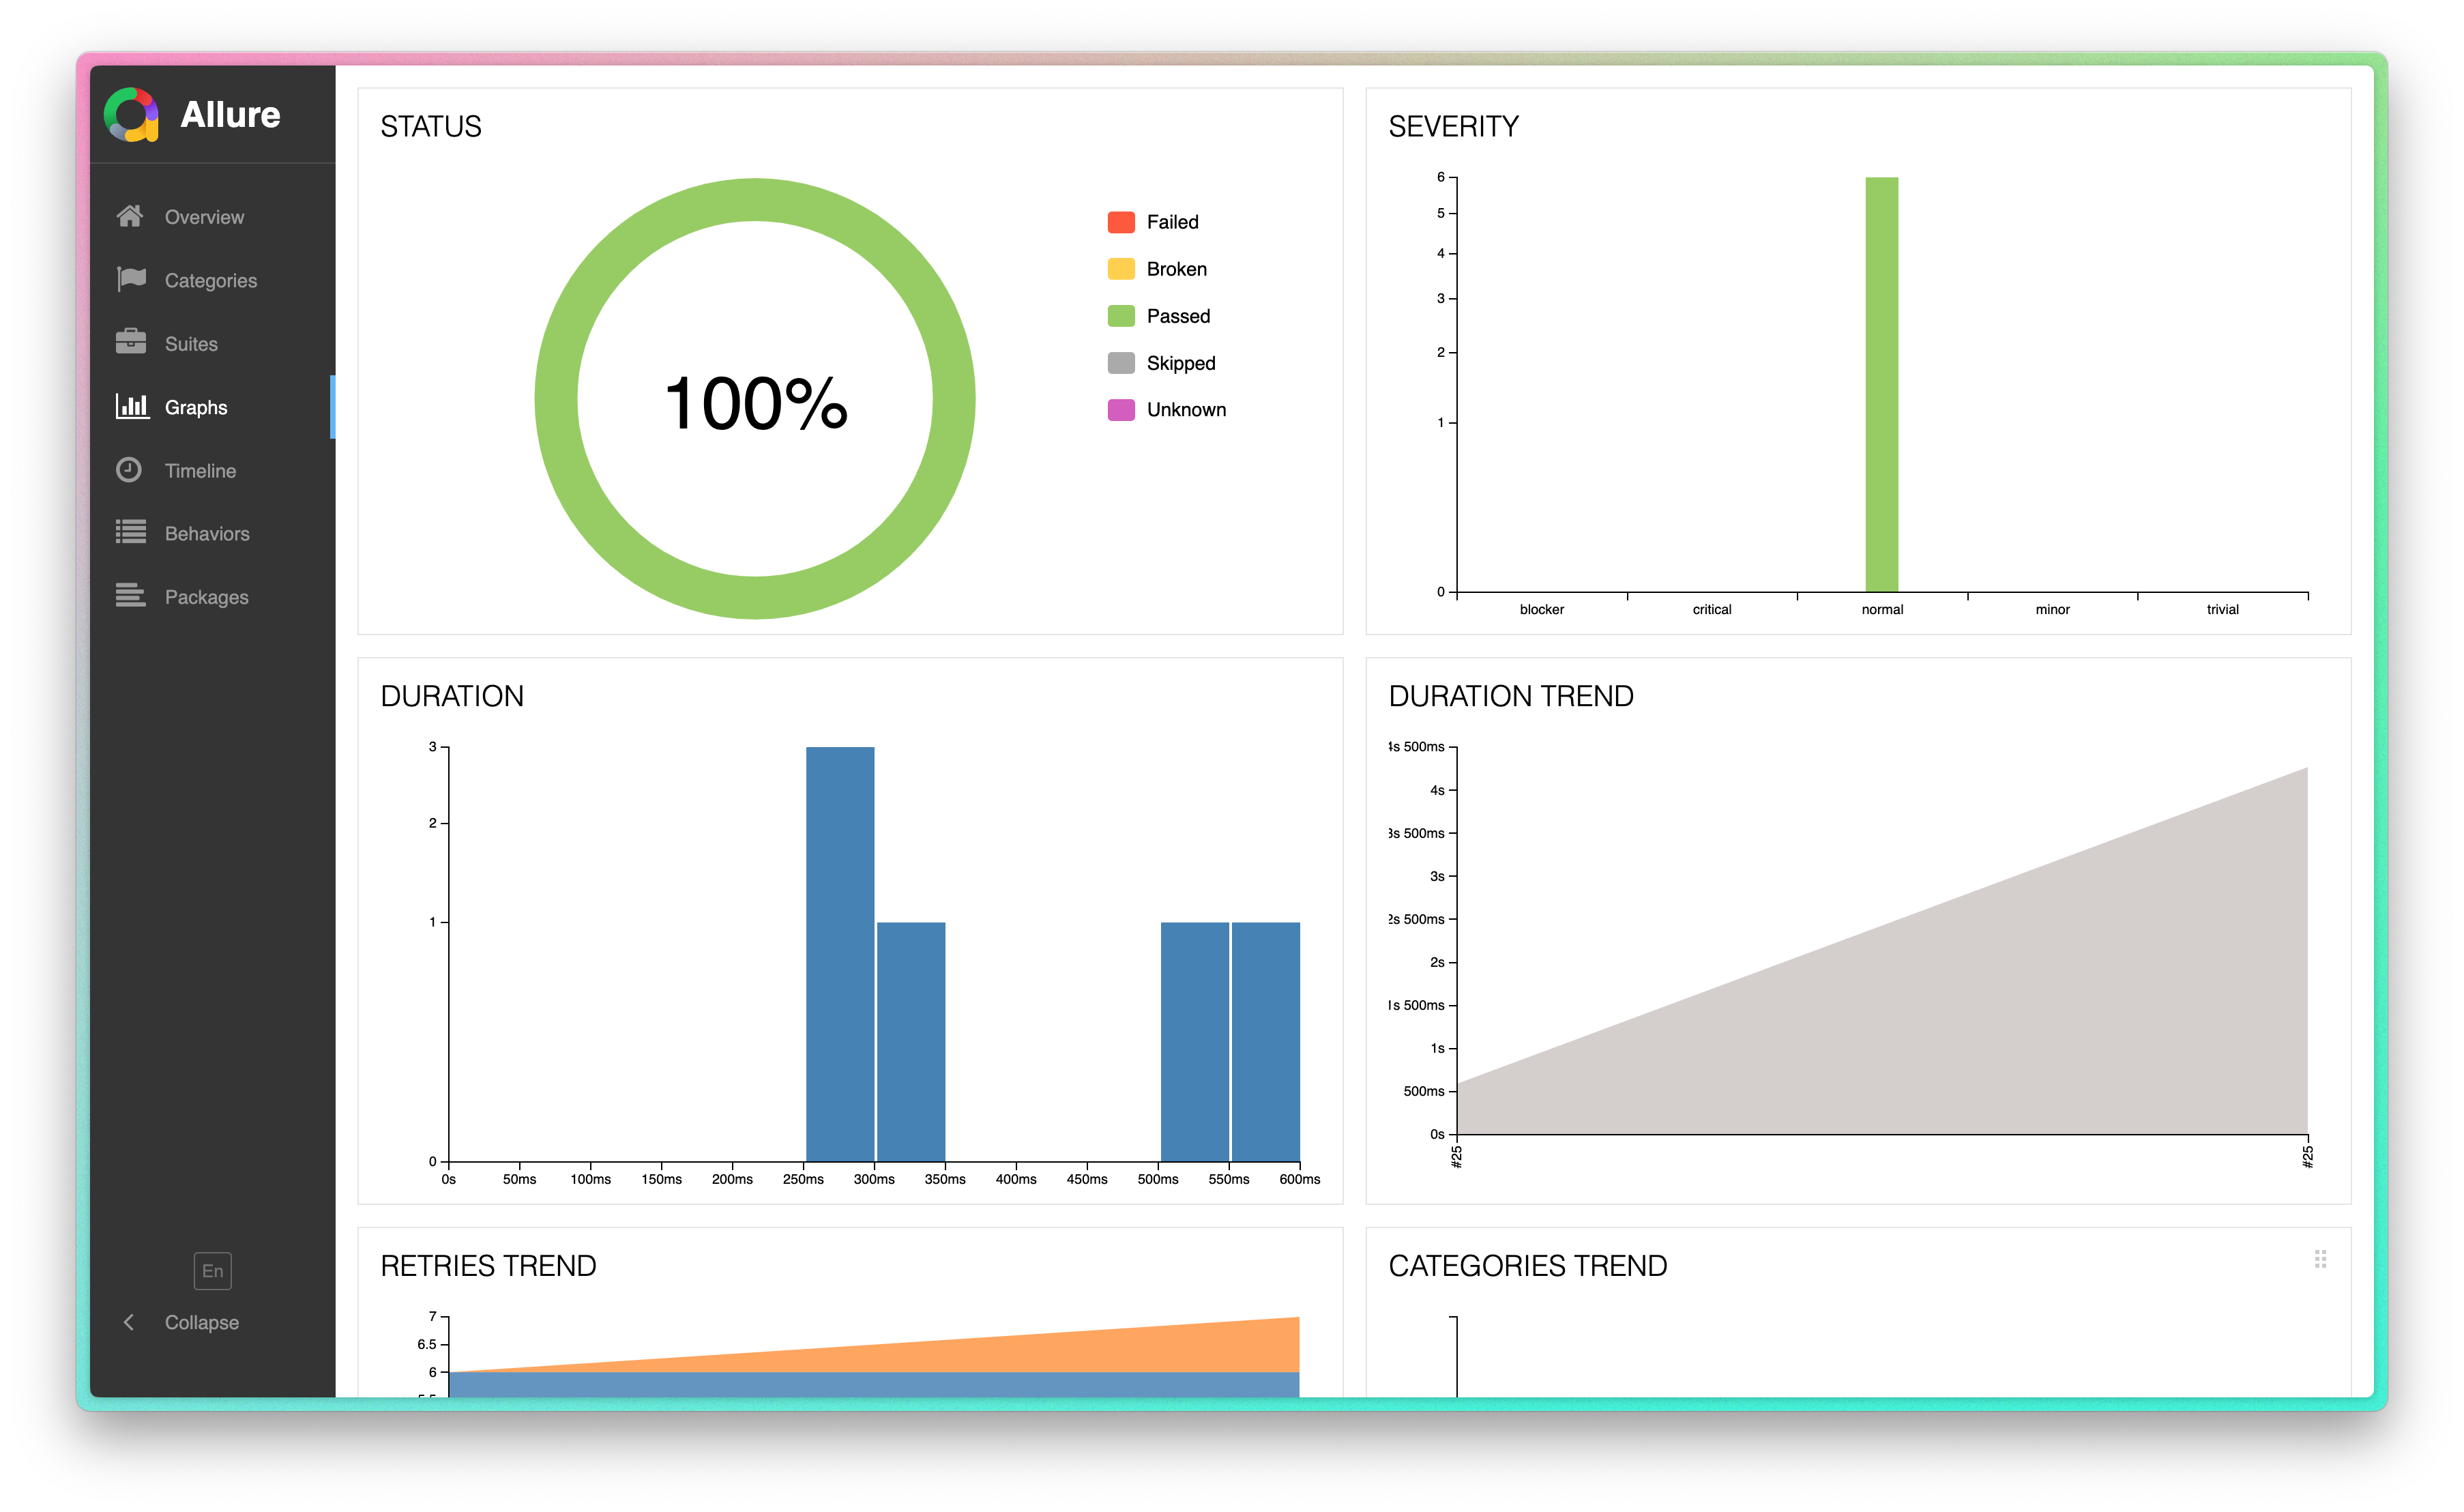 Allure
Overview
Categories
Suites
Graphs
Timeline
Behaviors
Packages
En
Collapse
STATUS
100%
Failed
Broken
Passed
Skipped
Unknown
SEVERITY
6
5
4
3
2
1
0
blocker critical normal minor trivial
DURATION
3
2
1
0
0s 50ms 100ms 150ms 200ms 250ms 300ms 350ms 400ms 450ms 500ms 550ms 600ms
DURATION TREND
4s 500ms
4s
3s 500ms
3s
2s 500ms
2s
1s 500ms
1s
500ms
0s
#25 #25
RETRIES TREND
7
6.5
6
CATEGORIES TREND